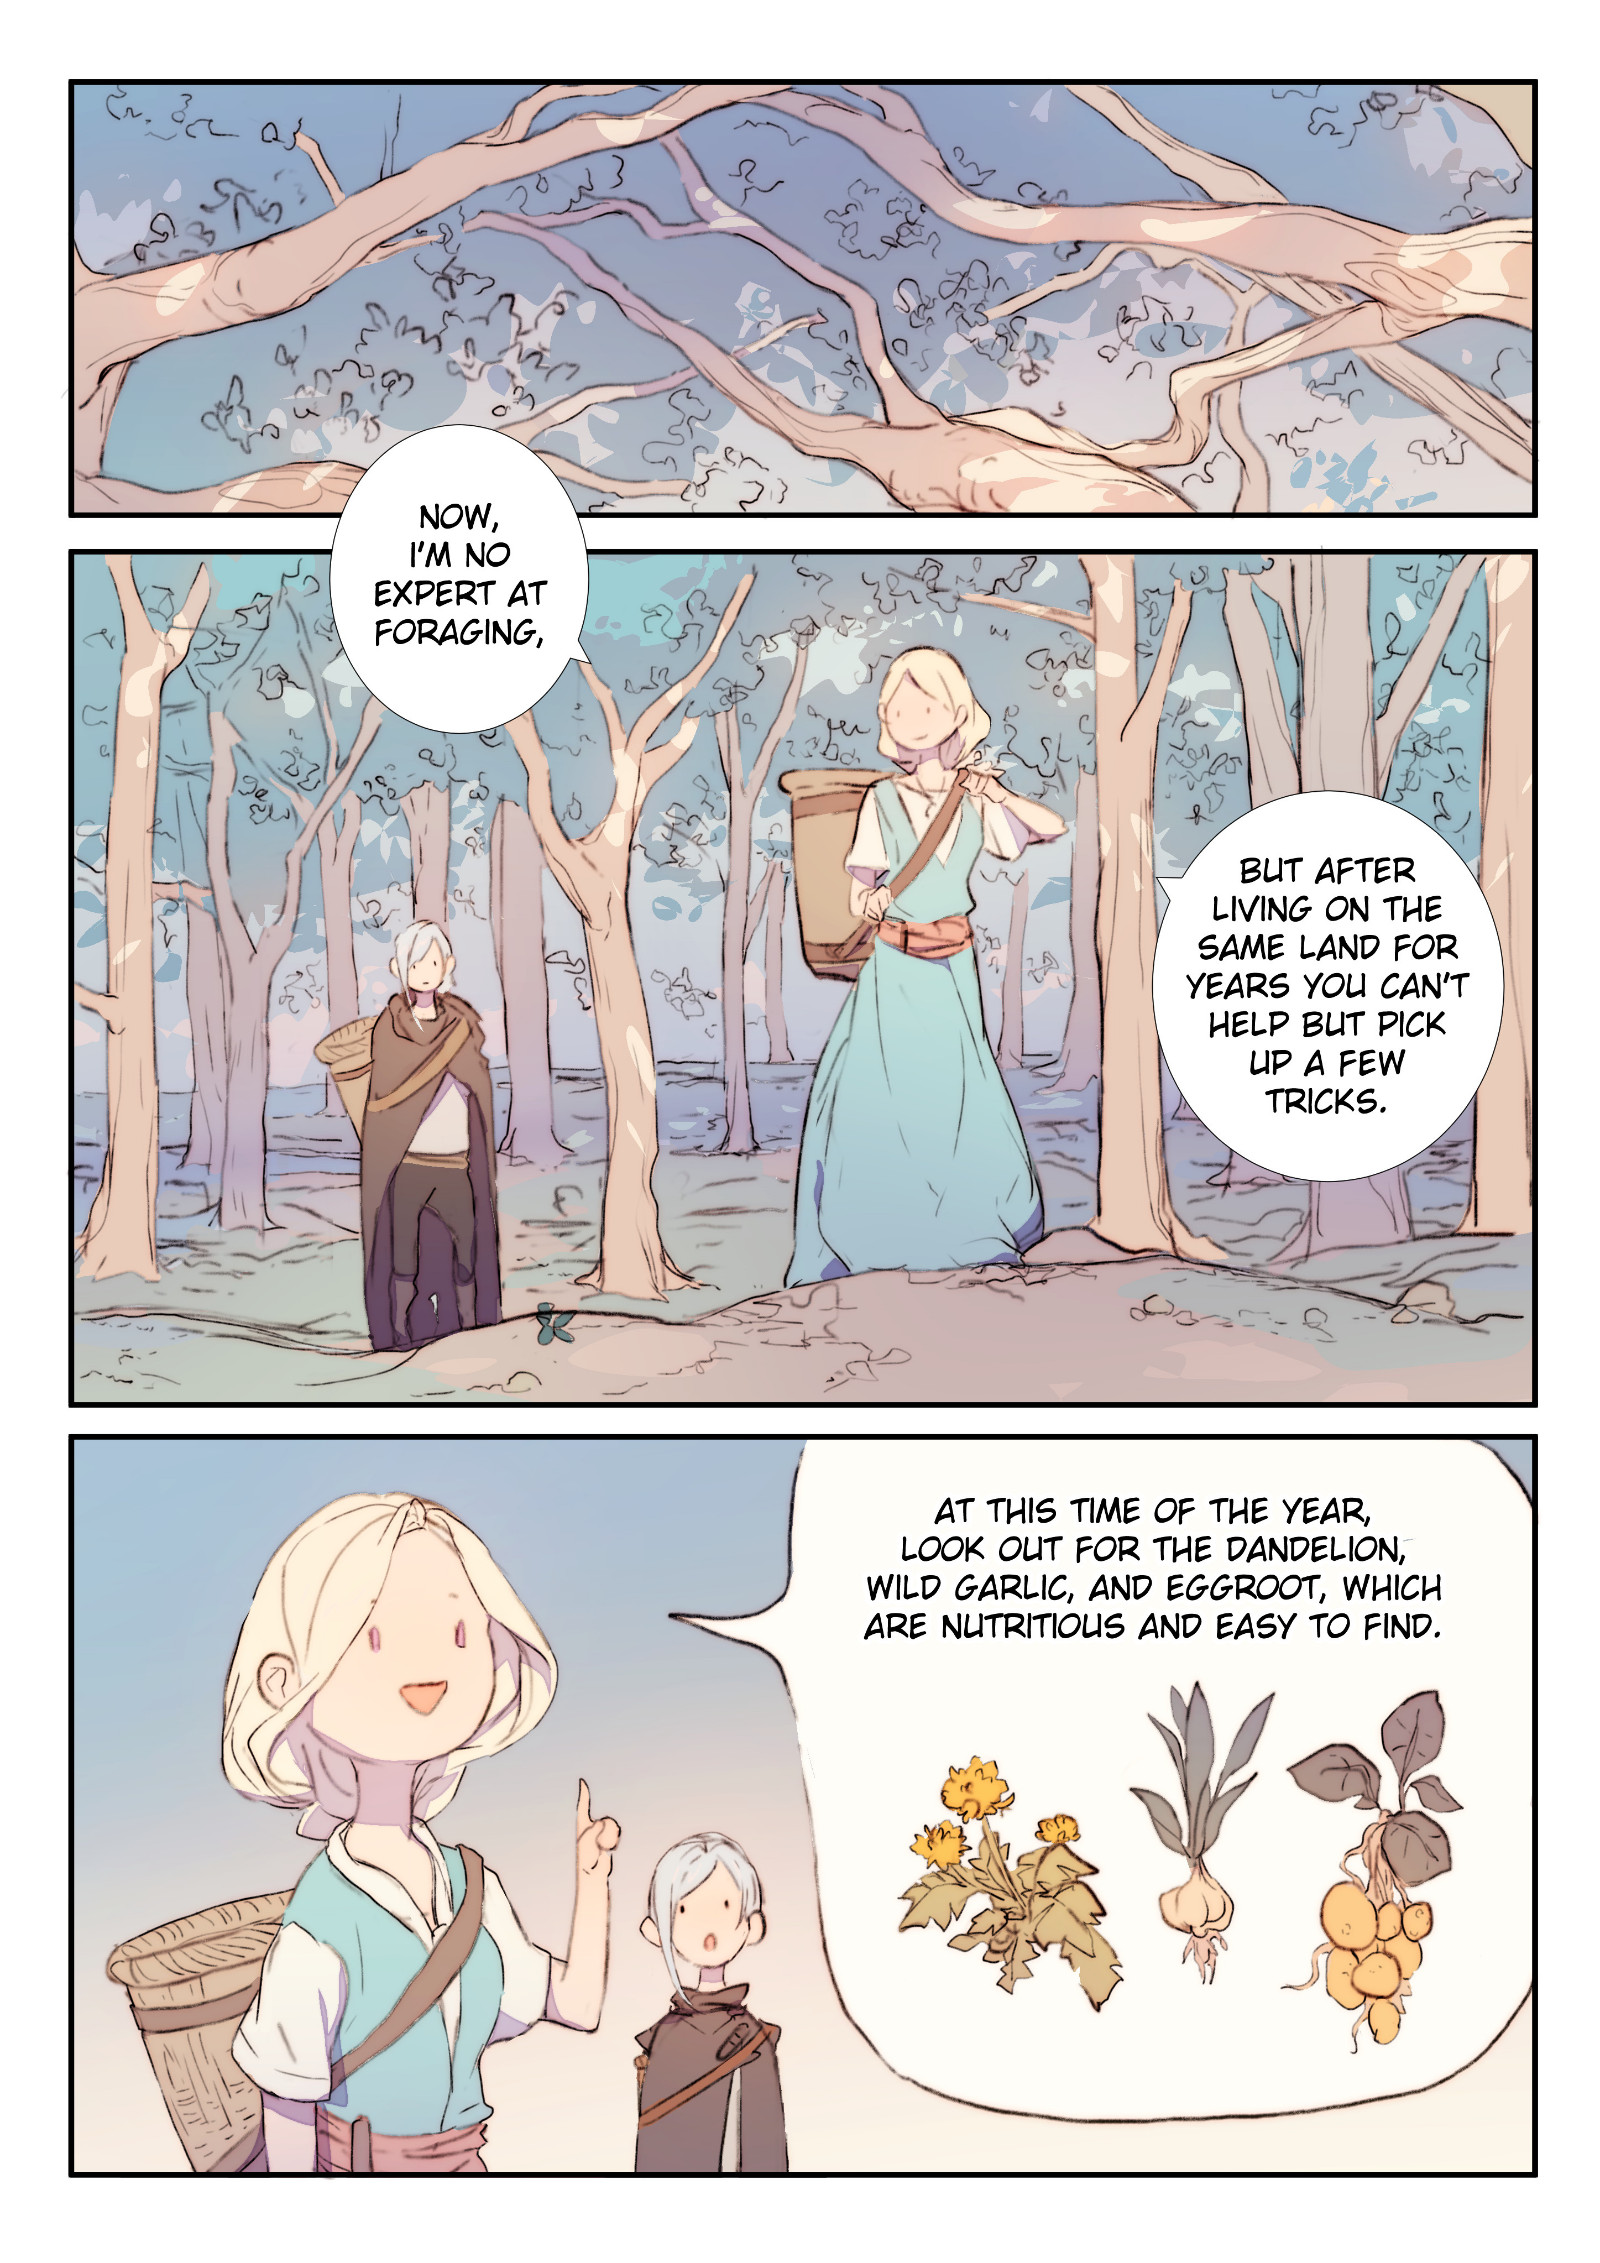 NOW,
I'M NO
EXPERT AT
FORAGING,
BUT AFTER
LIVING ON THE
SAME LAND FOR
YEARS YOU CAN'T
HELP BUT PICK
UP A FEW
TRICKS.
AT THIS TIME OF THE YEAR,
LOOK OUT FOR THE DANDELION,
WILD GARLIC, AND EGGROOT, WHICH
ARE NUTRITIOUS AND EASY TO FIND.